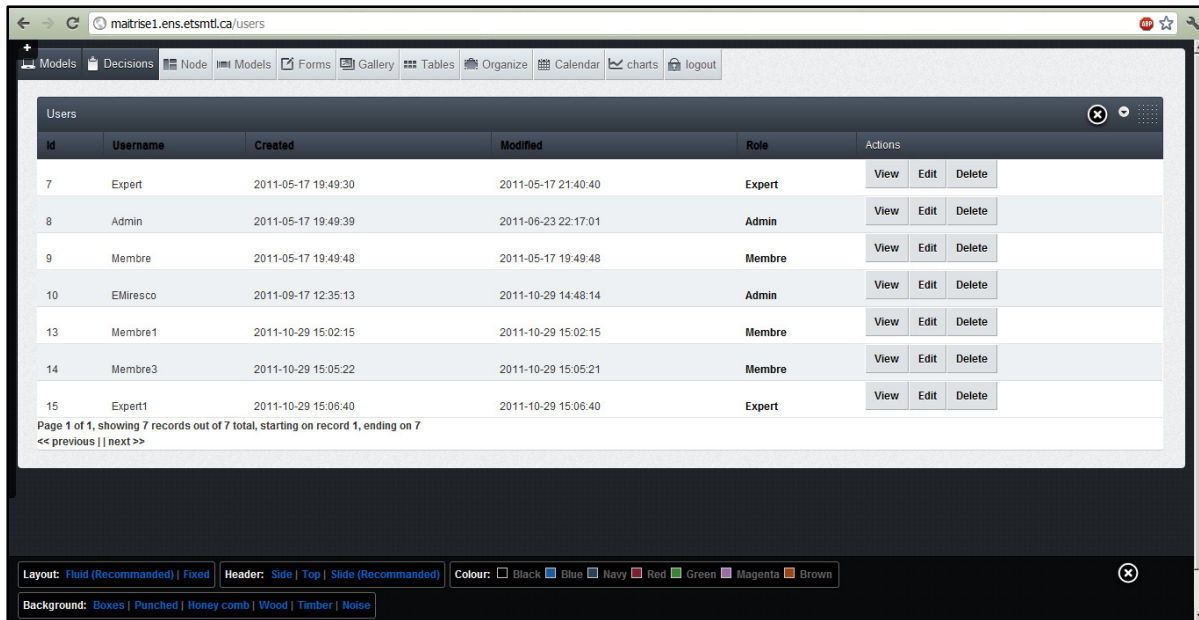 maitrise1.ens.etsmtl.ca/users
ABP
+
Models Decisions Node Models Forms Gallery Tables Organize Calendar charts logout
Users
Id Username Created Modified Role Actions
7 Expert 2011-05-17 19:49:30 2011-05-17 21:40:40 Expert View Edit Delete
8 Admin 2011-05-17 19:49:39 2011-06-23 22:17:01 Admin View Edit Delete
9 Membre 2011-05-17 19:49:48 2011-05-17 19:49:48 Membre View Edit Delete
10 EMiresco 2011-09-17 12:35:13 2011-10-29 14:48:14 Admin View Edit Delete
13 Membre1 2011-10-29 15:02:15 2011-10-29 15:02:15 Membre View Edit Delete
14 Membre3 2011-10-29 15:05:22 2011-10-29 15:05:21 Membre View Edit Delete
15 Expert1 2011-10-29 15:06:40 2011-10-29 15:06:40 Expert View Edit Delete
Page 1 of 1, showing 7 records out of 7 total, starting on record 1, ending on 7
<< previous | | next >>
Layout: Fluid (Recommanded) | Fixed Header: Side | Top | Slide (Recommanded) Colour: Black Blue Navy Red Green Magenta Brown
Background: Boxes | Punched | Honey comb | Wood | Timber | Noise